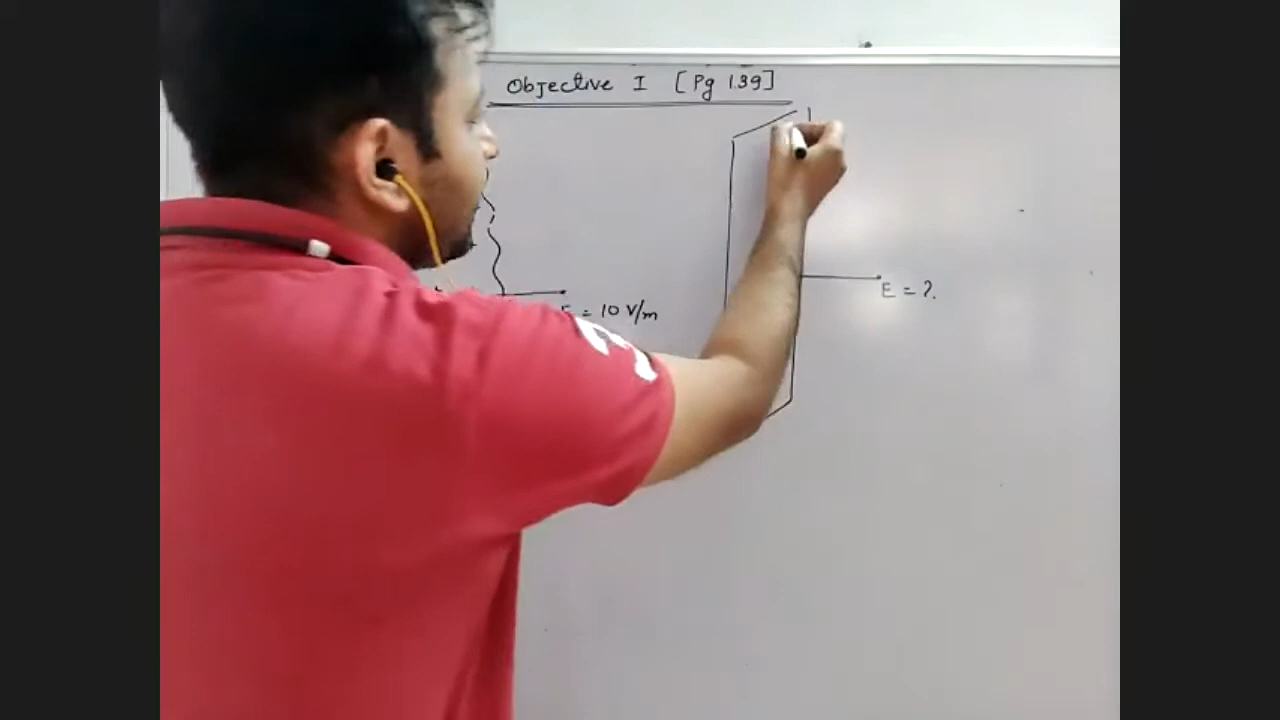 Objective I [Pg 139]
E = ?.
= 10 V/m